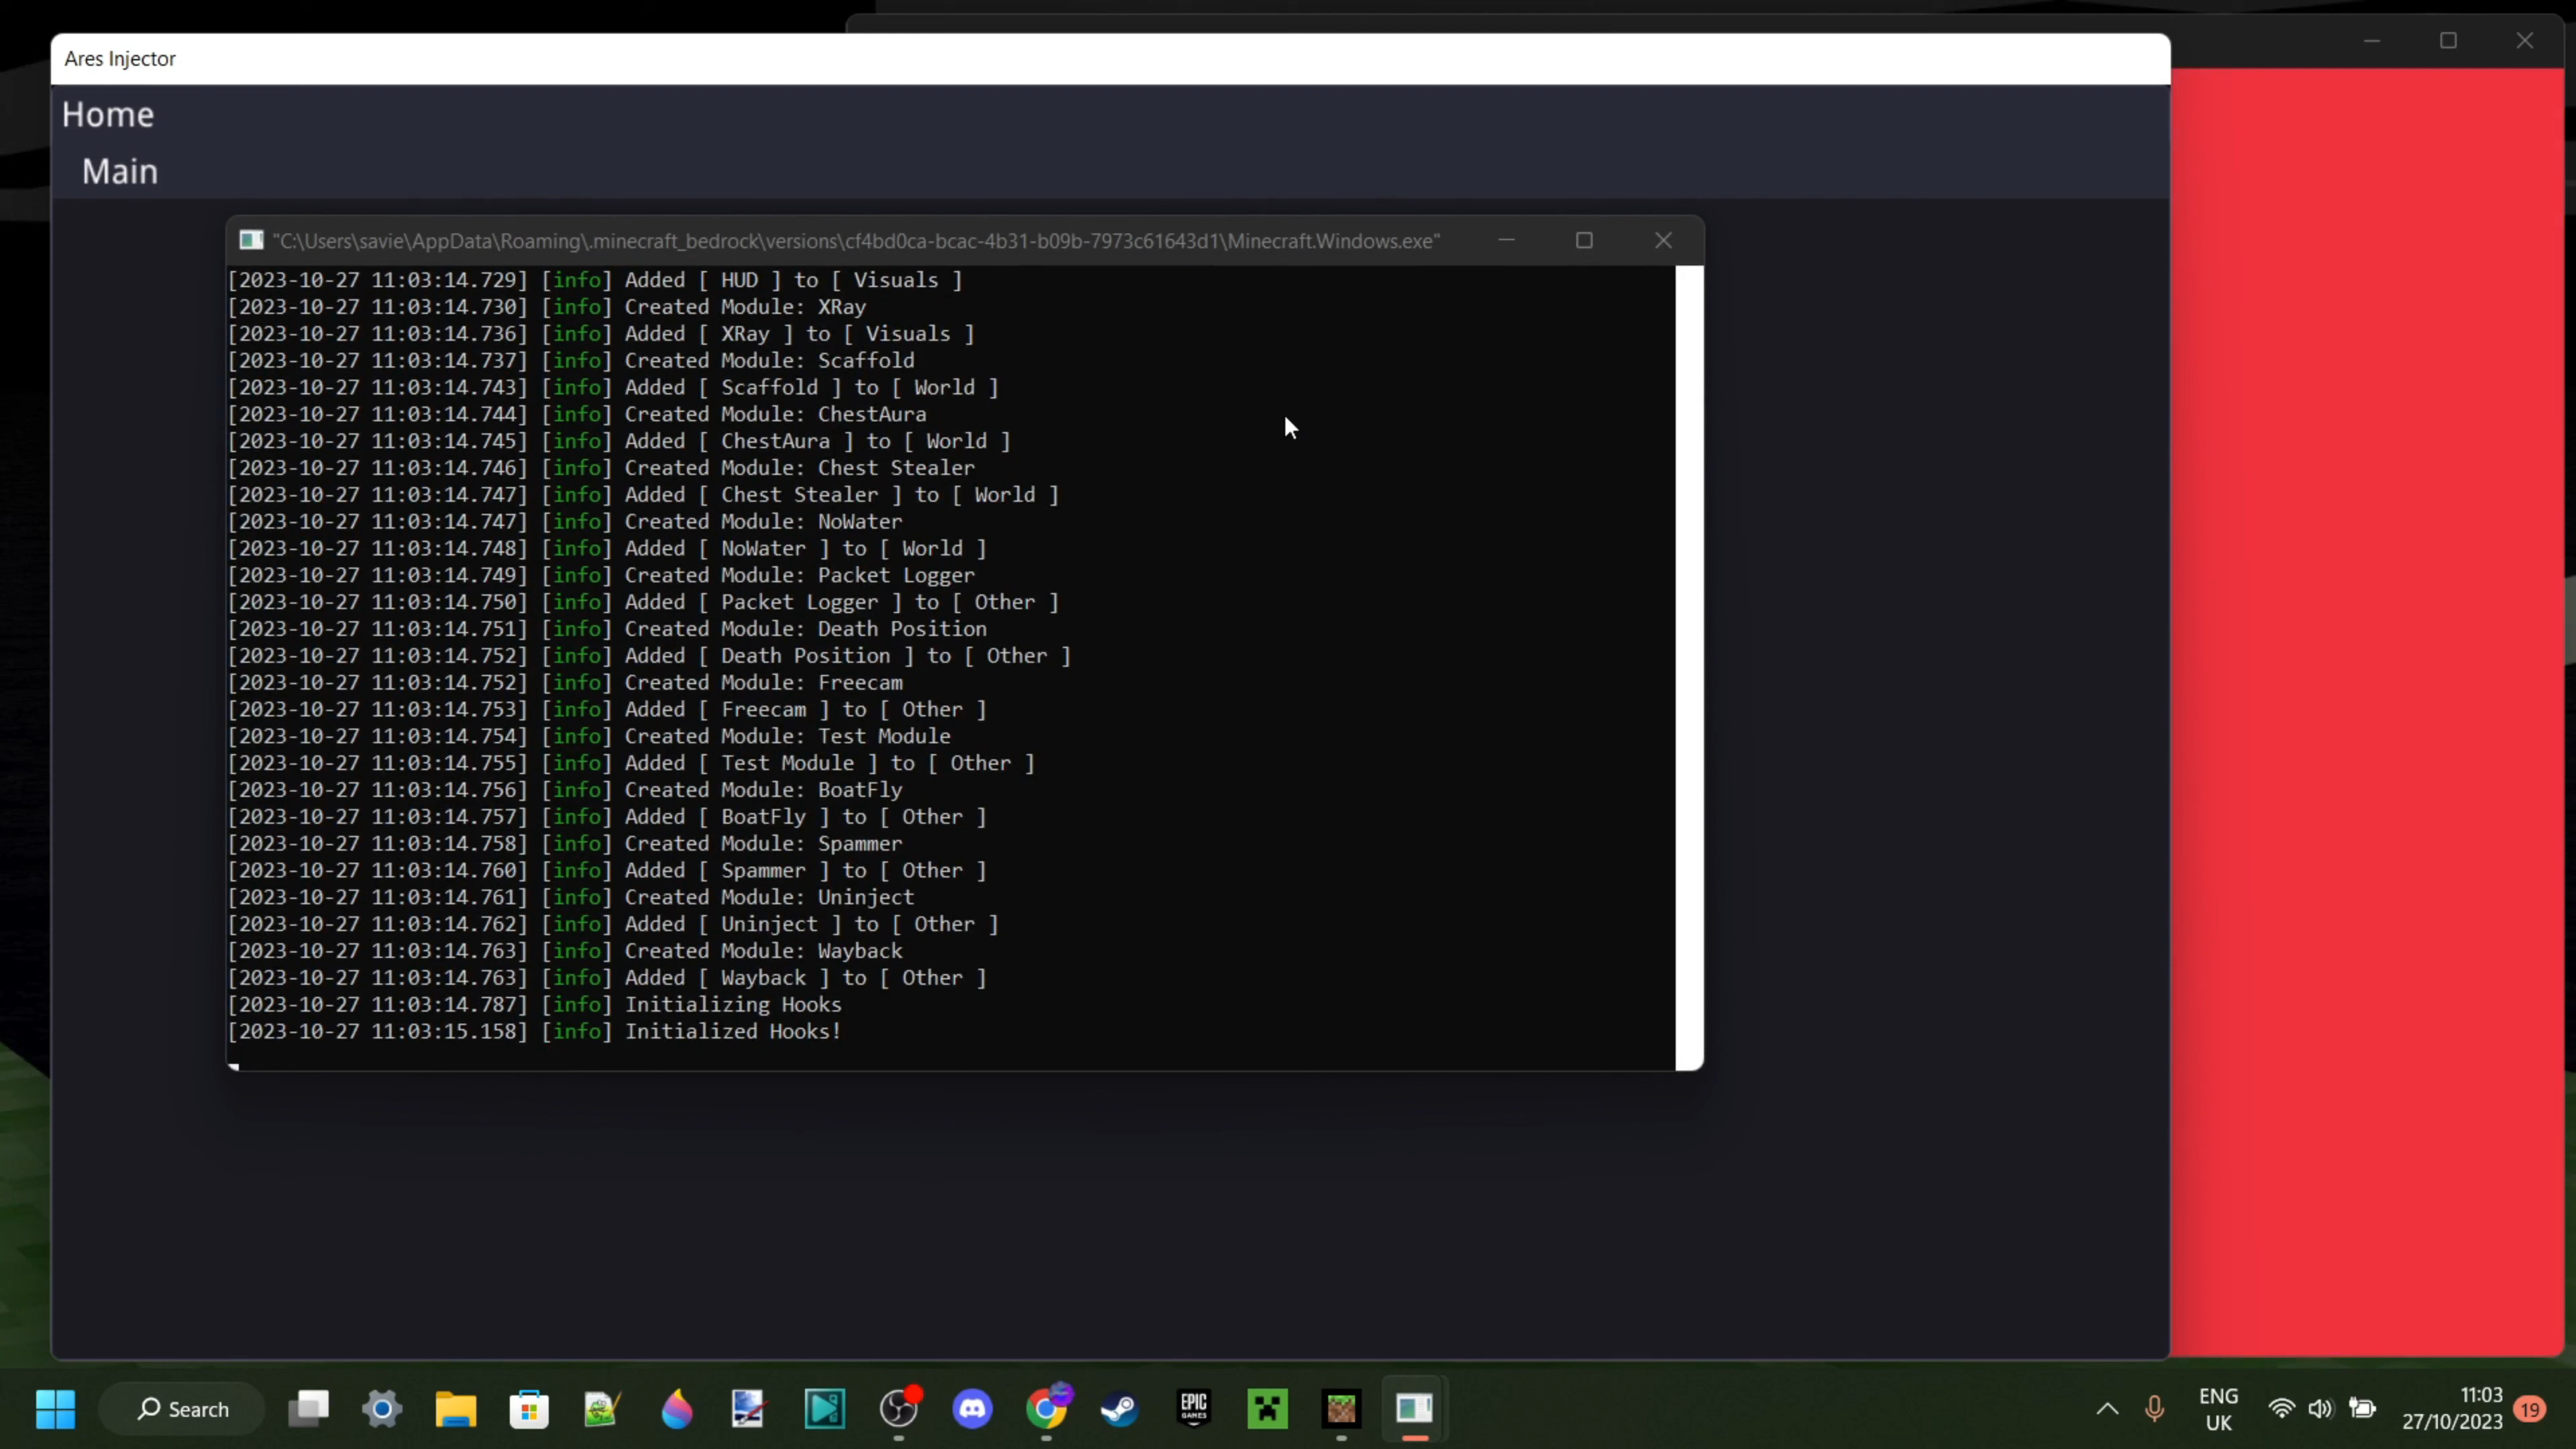 Ares Injector
Home
Main
"C:\Users\savie\AppData\Roaming\.minecraft_bedrock\versions\cf4bd0ca-bcac-4b31-b09b-7973c61643d1\Minecraft.Windows.exe"
[2023-10-27 11:03:14.729] [info] Added [ HUD ] to [ Visuals ]
[2023-10-27 11:03:14.730] [info] Created Module: XRay
[2023-10-27 11:03:14.736] [info] Added [ XRay ] to [ Visuals ]
[2023-10-27 11:03:14.737] [info] Created Module: Scaffold
[2023-10-27 11:03:14.743] [info] Added [ Scaffold ] to [ World ]
[2023-10-27 11:03:14.744] [info] Created Module: ChestAura
[2023-10-27 11:03:14.745] [info] Added [ ChestAura ] to [ World ]
[2023-10-27 11:03:14.746] [info] Created Module: Chest Stealer
[2023-10-27 11:03:14.747] [info] Added [ Chest Stealer ] to [ World ]
[2023-10-27 11:03:14.747] [info] Created Module: NoWater
[2023-10-27 11:03:14.748] [info] Added [ NoWater ] to [ World ]
[2023-10-27 11:03:14.749] [info] Created Module: Packet Logger
[2023-10-27 11:03:14.750] [info] Added [ Packet Logger ] to [ Other ]
[2023-10-27 11:03:14.751] [info] Created Module: Death Position
[2023-10-27 11:03:14.752] [info] Added [ Death Position ] to [ Other ]
[2023-10-27 11:03:14.752] [info] Created Module: Freecam
[2023-10-27 11:03:14.753] [info] Added [ Freecam ] to [ Other ]
[2023-10-27 11:03:14.754] [info] Created Module: Test Module
[2023-10-27 11:03:14.755] [info] Added [ Test Module ] to [ Other ]
[2023-10-27 11:03:14.756] [info] Created Module: BoatFly
[2023-10-27 11:03:14.757] [info] Added [ BoatFly ] to [ Other ]
[2023-10-27 11:03:14.758] [info] Created Module: Spammer
[2023-10-27 11:03:14.760] [info] Added [ Spammer ] to [ Other ]
[2023-10-27 11:03:14.761] [info] Created Module: Uninject
[2023-10-27 11:03:14.762] [info] Added [ Uninject ] to [ Other ]
[2023-10-27 11:03:14.763] [info] Created Module: Wayback
[2023-10-27 11:03:14.763] [info] Added [ Wayback ] to [ Other ]
[2023-10-27 11:03:14.787] [info] Initializing Hooks
[2023-10-27 11:03:15.158] [info] Initialized Hooks!
Search
EPIC
GAMES
ENG
UK
11:03
27/10/2023
19